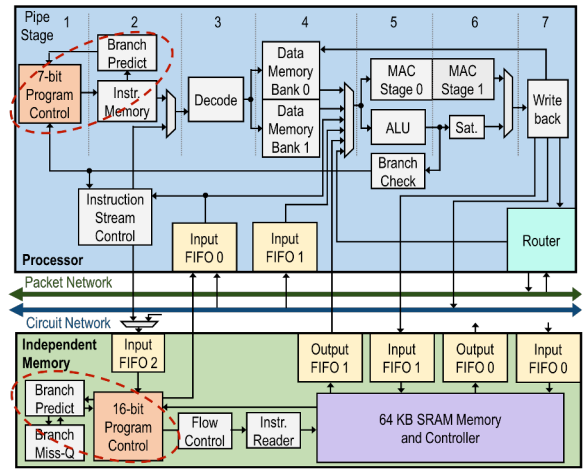 Pipe
Stage
1
2
3
4
5
6
7
Branch
Predict
7-bit
Program
Control
Instr.
Memory
Decode
Data
Memory
Bank 0
Data
Memory
Bank 1
MAC
Stage 0
MAC
Stage 1
ALU
Sat.
Write
back
Branch
Check
Instruction
Stream
Control
Input
FIFO 0
Input
FIFO 1
Router
Processor
Packet Network
Circuit Network
Independent
Memory
Input
FIFO 2
Output
FIFO 1
Input
FIFO 1
Output
FIFO 0
Input
FIFO 0
Branch
Predict
Branch
Miss-Q
16-bit
Program
Control
Flow
Control
Instr.
Reader
64 KB SRAM Memory
and Controller